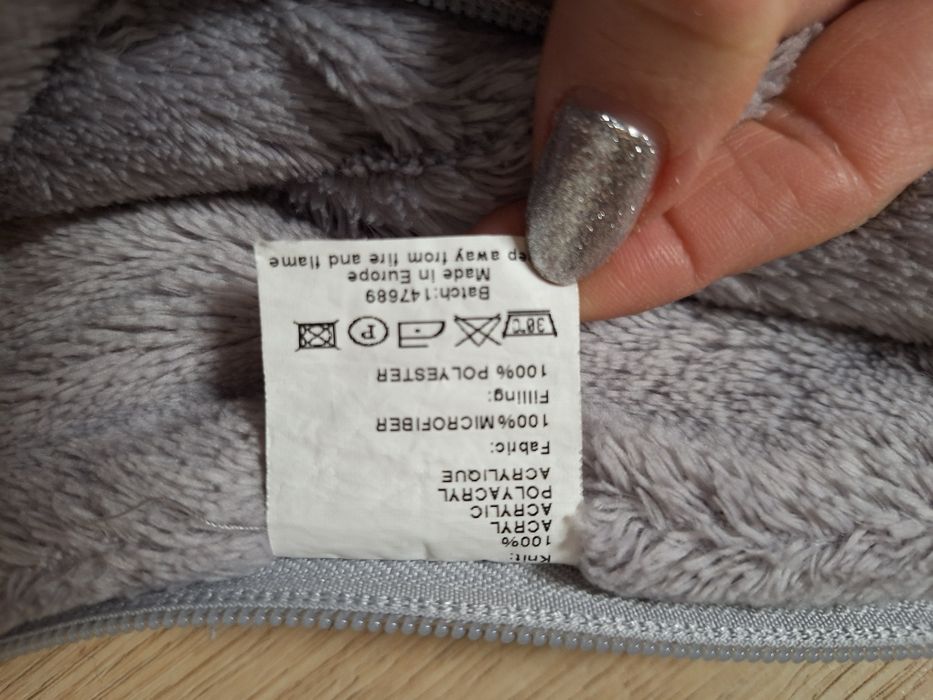 Knit:
100%
ACRYL
ACRYLIC
POLYACRYL
ACRYLIQUE
Fabric:
100% MICROFIBER
Filling:
100% POLYESTER
30°C P
Batch:147689
Made in Europe
ep away from fire and flame